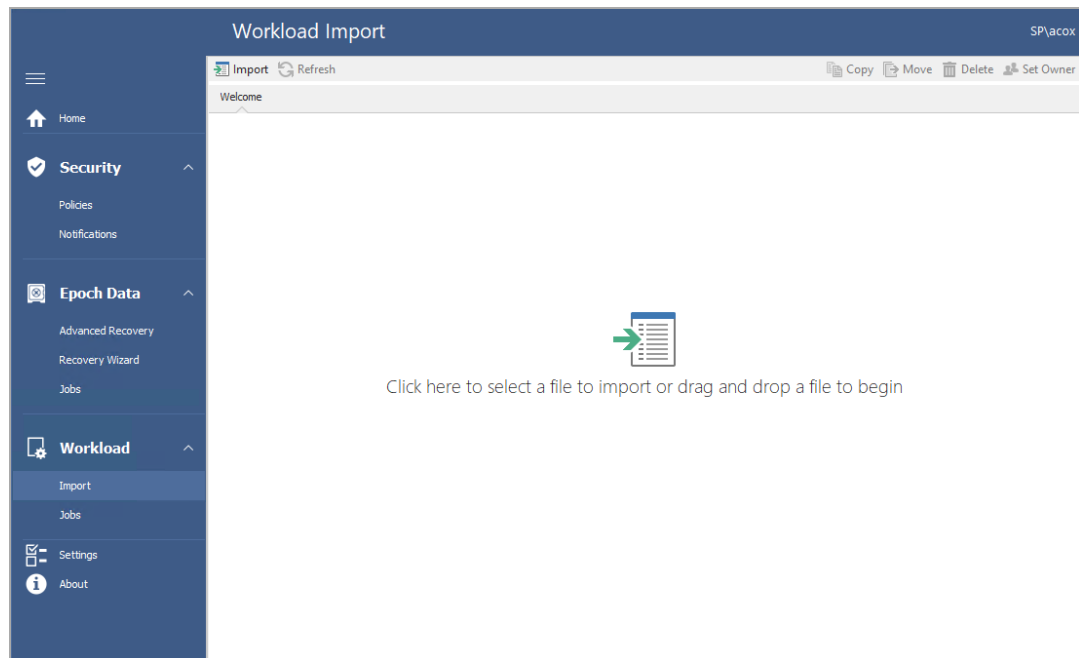 Workload Import
SP\acox
Import Refresh Copy Move Delete Set Owner
Welcome
Home
Security
Policies
Notifications
Epoch Data
Advanced Recovery
Recovery Wizard
Jobs
Workload
Import
Jobs
Settings
About
Click here to select a file to import or drag and drop a file to begin